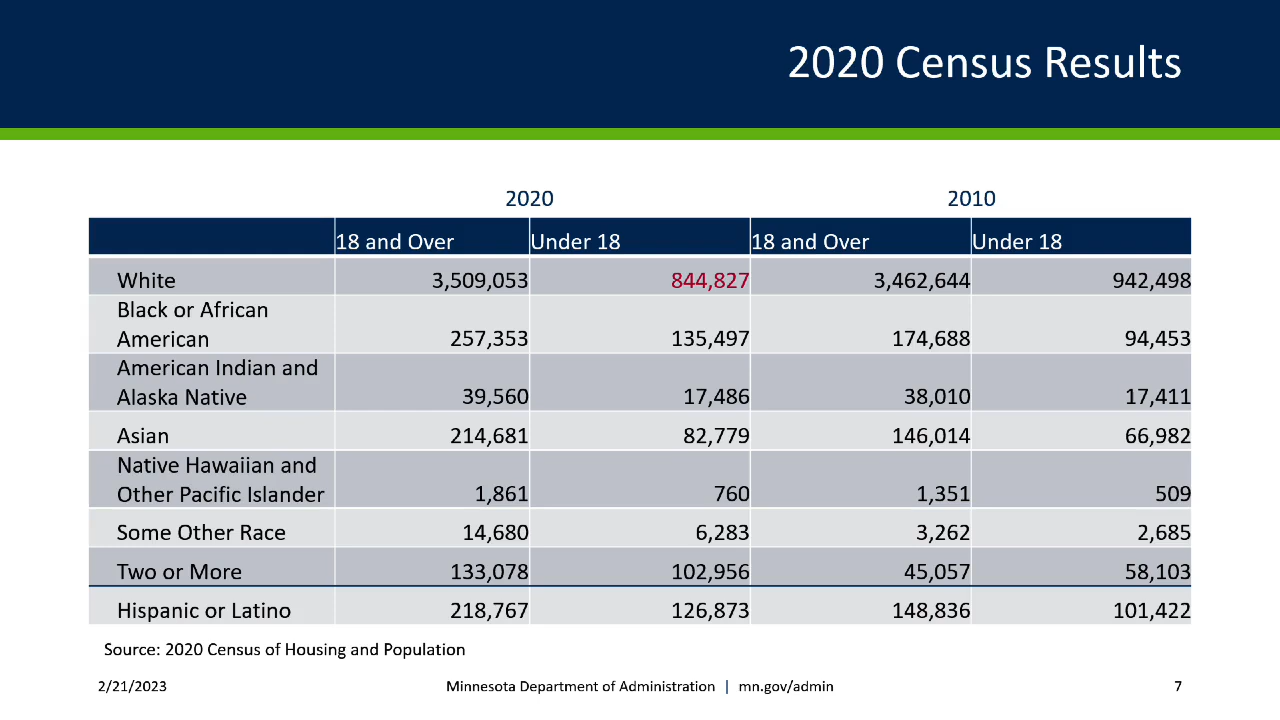 2020 Census Results
2020 2010
18 and Over Under 18 18 and Over Under 18
White 3,509,053 844,827 3,462,644 942,498
Black or African
American 257,353 135,497 174,688 94,453
American Indian and
Alaska Native 39,560 17,486 38,010 17,411
Asian 214,681 82,779 146,014 66,982
Native Hawaiian and
Other Pacific Islander 1,861 760 1,351 509
Some Other Race 14,680 6,283 3,262 2,685
Two or More 133,078 102,956 45,057 58,103
Hispanic or Latino 218,767 126,873 148,836 101,422
Source: 2020 Census of Housing and Population
2/21/2023 Minnesota Department of Administration | mn.gov/admin 7